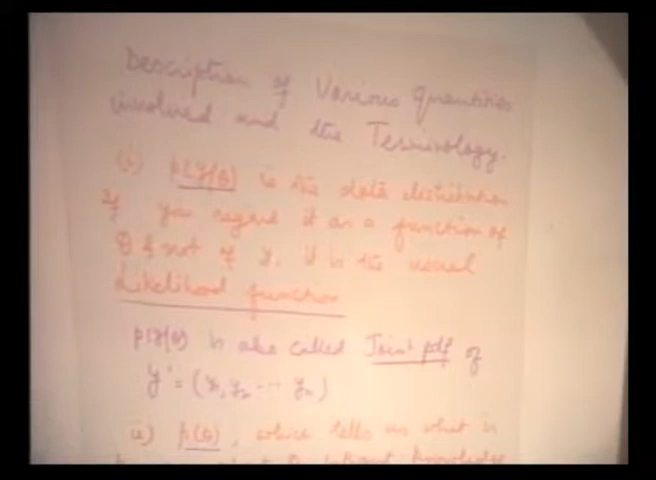 Description of Various Quantities
involved and the Terminology.
(i) p(y|θ) is the data distribution
If you regard it as a function of
θ & not of y, it is the usual
Likelihood function
p(y|θ) is also called Joint pdf of
y' = (y₁, y₂ ... yₙ)
(ii) p(θ), which tells us what is
knowledge